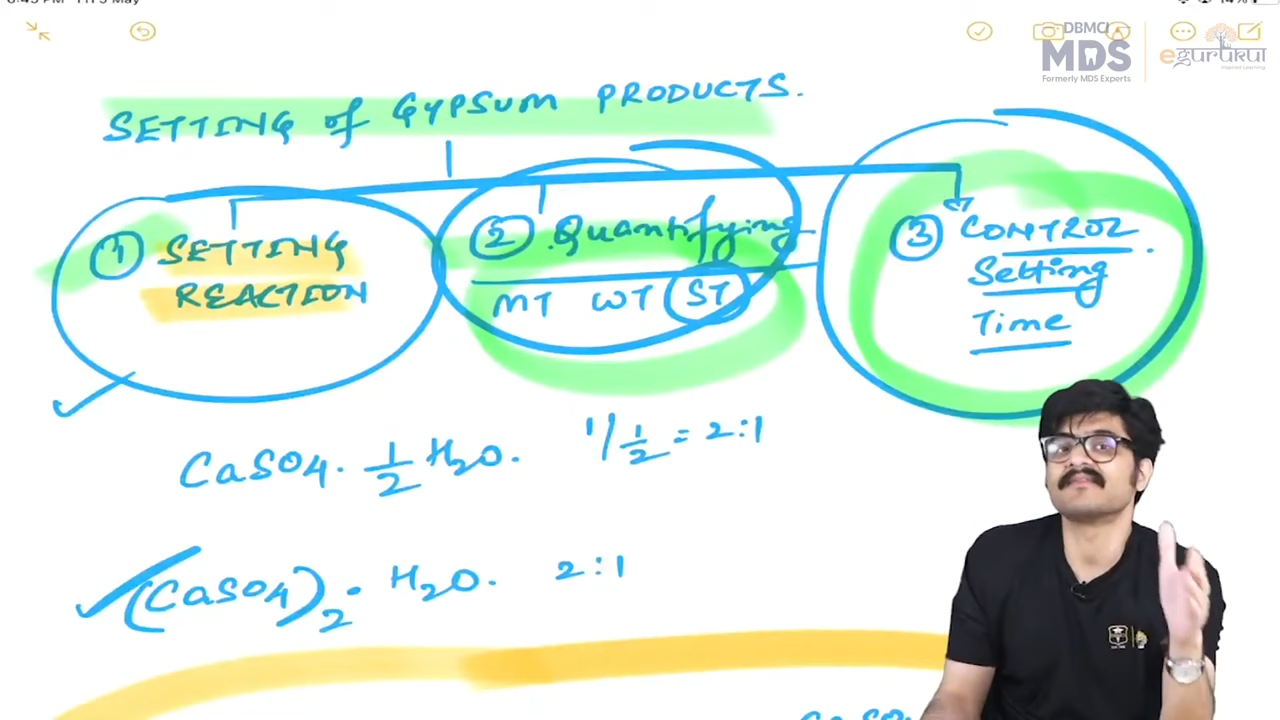 DBMCI
MDS
Formerly MDS Experts
egurukul
SETTING of GYPSUM PRODUCTS.
① SETTING
REACTION
② Quantifying
MT WT ST
③ CONTROL
Setting
Time
CaSO4 · 1/2 H2O. 1/ 1/2 = 2:1
(CaSO4)2 · H2O. 2:1